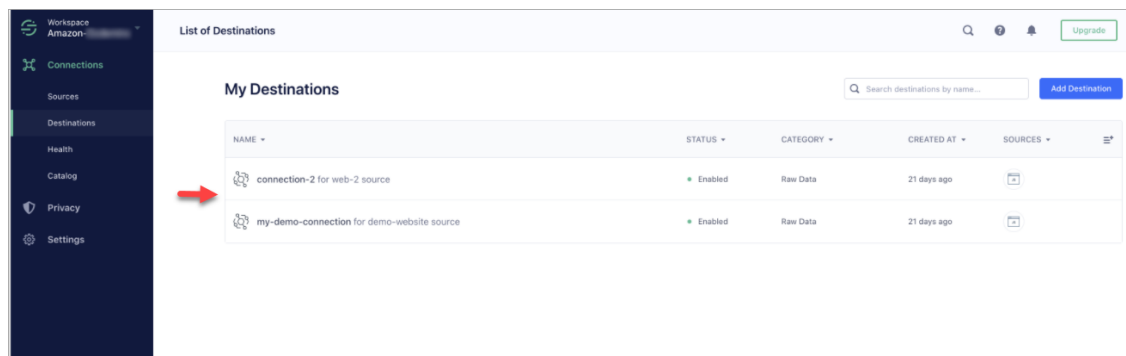 Workspace
Amazon-
List of Destinations
Upgrade
Connections
Sources
Destinations
Health
Catalog
Privacy
Settings
My Destinations
Search destinations by name...
Add Destination
NAME STATUS CATEGORY CREATED AT SOURCES
connection-2 for web-2 source Enabled Raw Data 21 days ago
my-demo-connection for demo-website source Enabled Raw Data 21 days ago